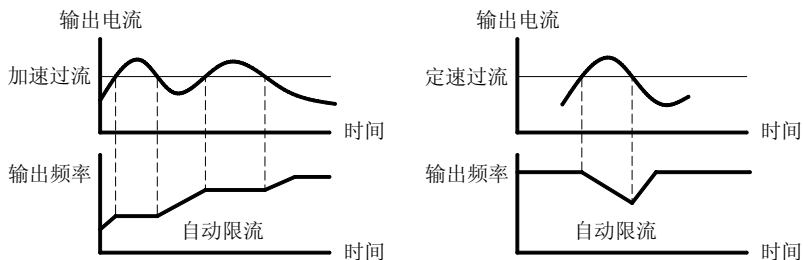 输出电流
加速过流
时间
输出频率
自动限流
时间
输出电流
定速过流
时间
输出频率
自动限流
时间